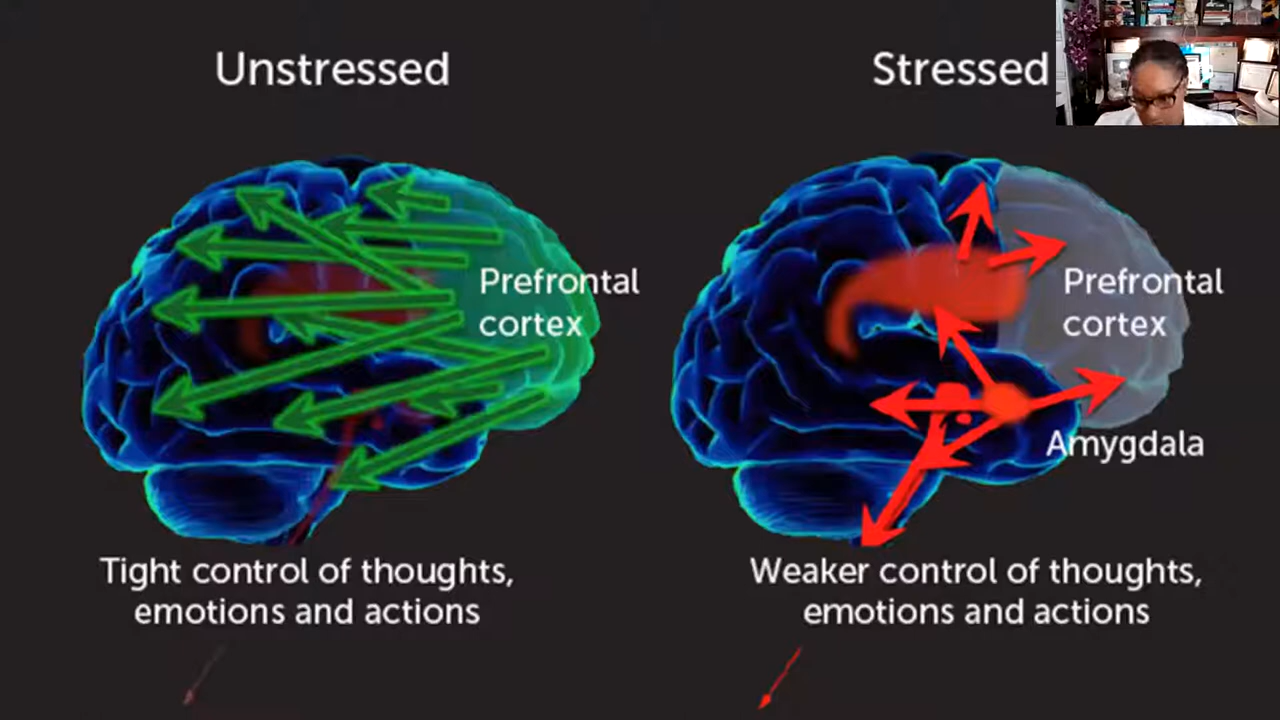 Unstressed
Stressed
Prefrontal
cortex
Prefrontal
cortex
Amygdala
Tight control of thoughts,
emotions and actions
Weaker control of thoughts,
emotions and actions